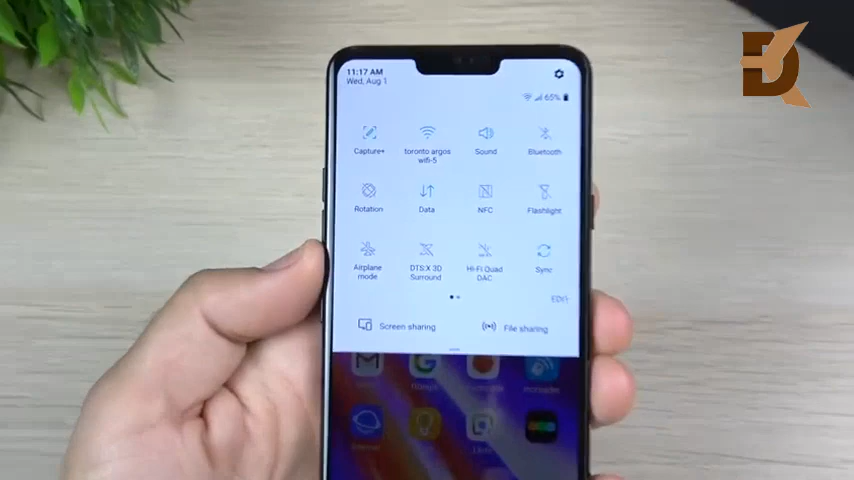 11:17 AM
Wed, Aug 1
65%
Capture+
toronto argos
wifi-5
Sound
Bluetooth
Rotation
Data
NFC
Flashlight
Airplane
mode
DTS:X 3D
Surround
Hi-Fi Quad
DAC
Sync
EDIT
Screen sharing
File sharing